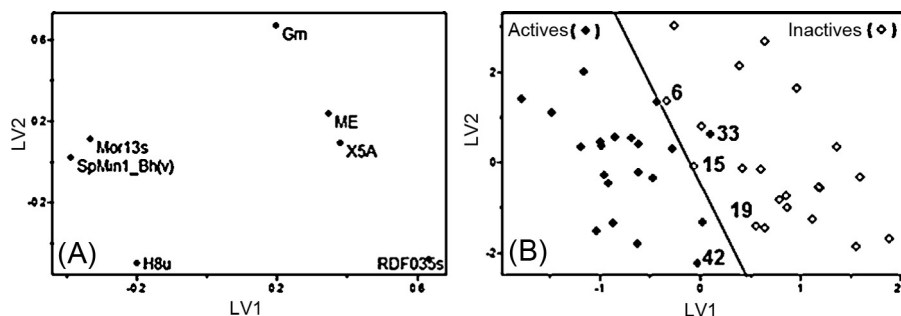 0.6
0.2
-0.2
LV2
Gm
ME
X5A
Mor13s
SpMin1_Bh(v)
H8u
RDF035s
(A)
-0.2
0.2
0.6
LV1
Actives (◆)
Inactives (◇)
2
0
-2
LV2
6
33
15
19
42
(B)
-1
0
1
2
LV1